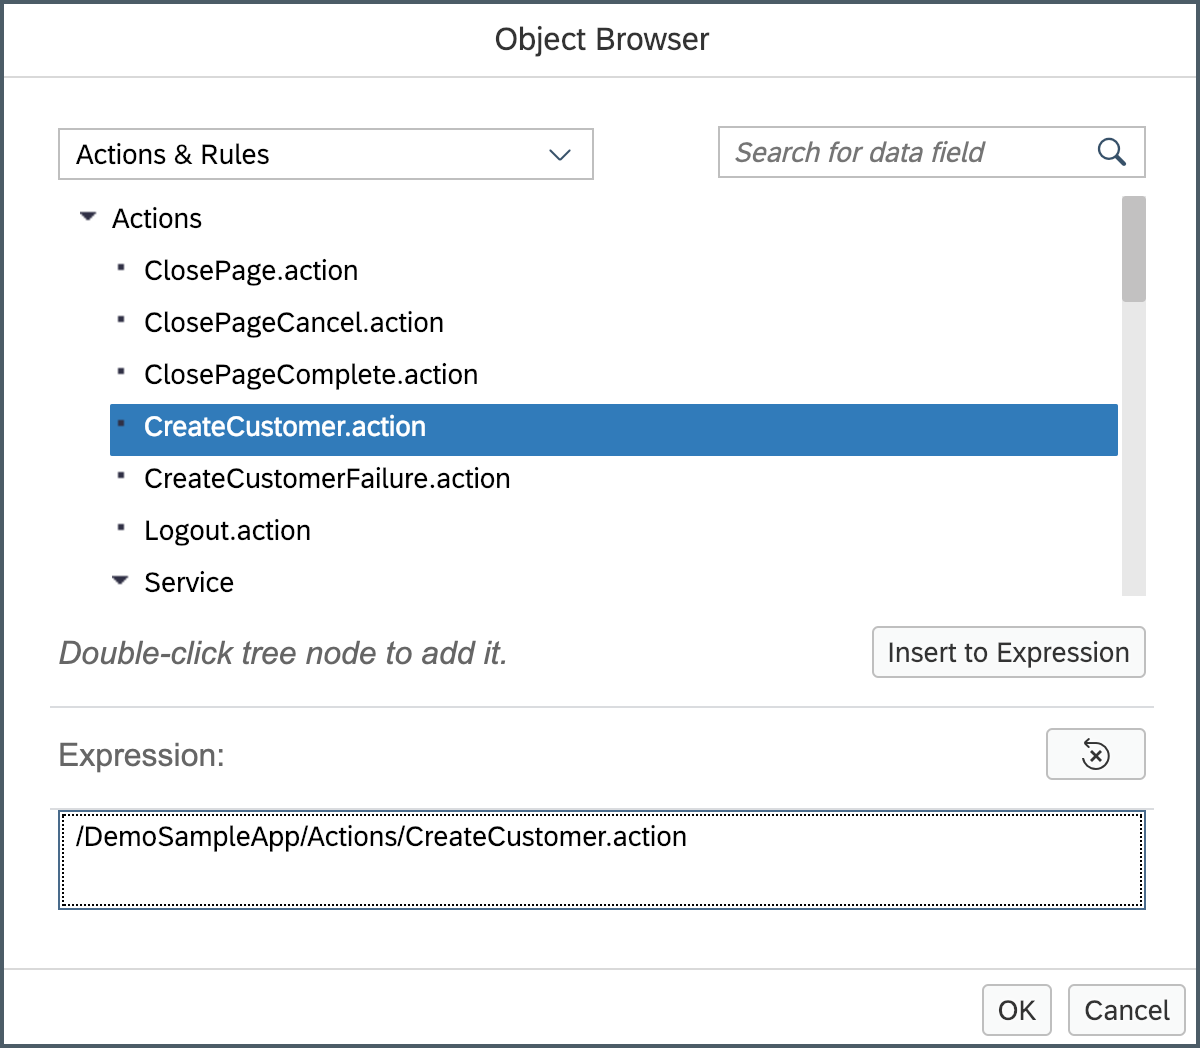 Object Browser
Actions & Rules
Search for data field
Actions
ClosePage.action
ClosePageCancel.action
ClosePageComplete.action
CreateCustomer.action
CreateCustomerFailure.action
Logout.action
Service
Double-click tree node to add it.
Insert to Expression
Expression:
/DemoSampleApp/Actions/CreateCustomer.action
OK
Cancel